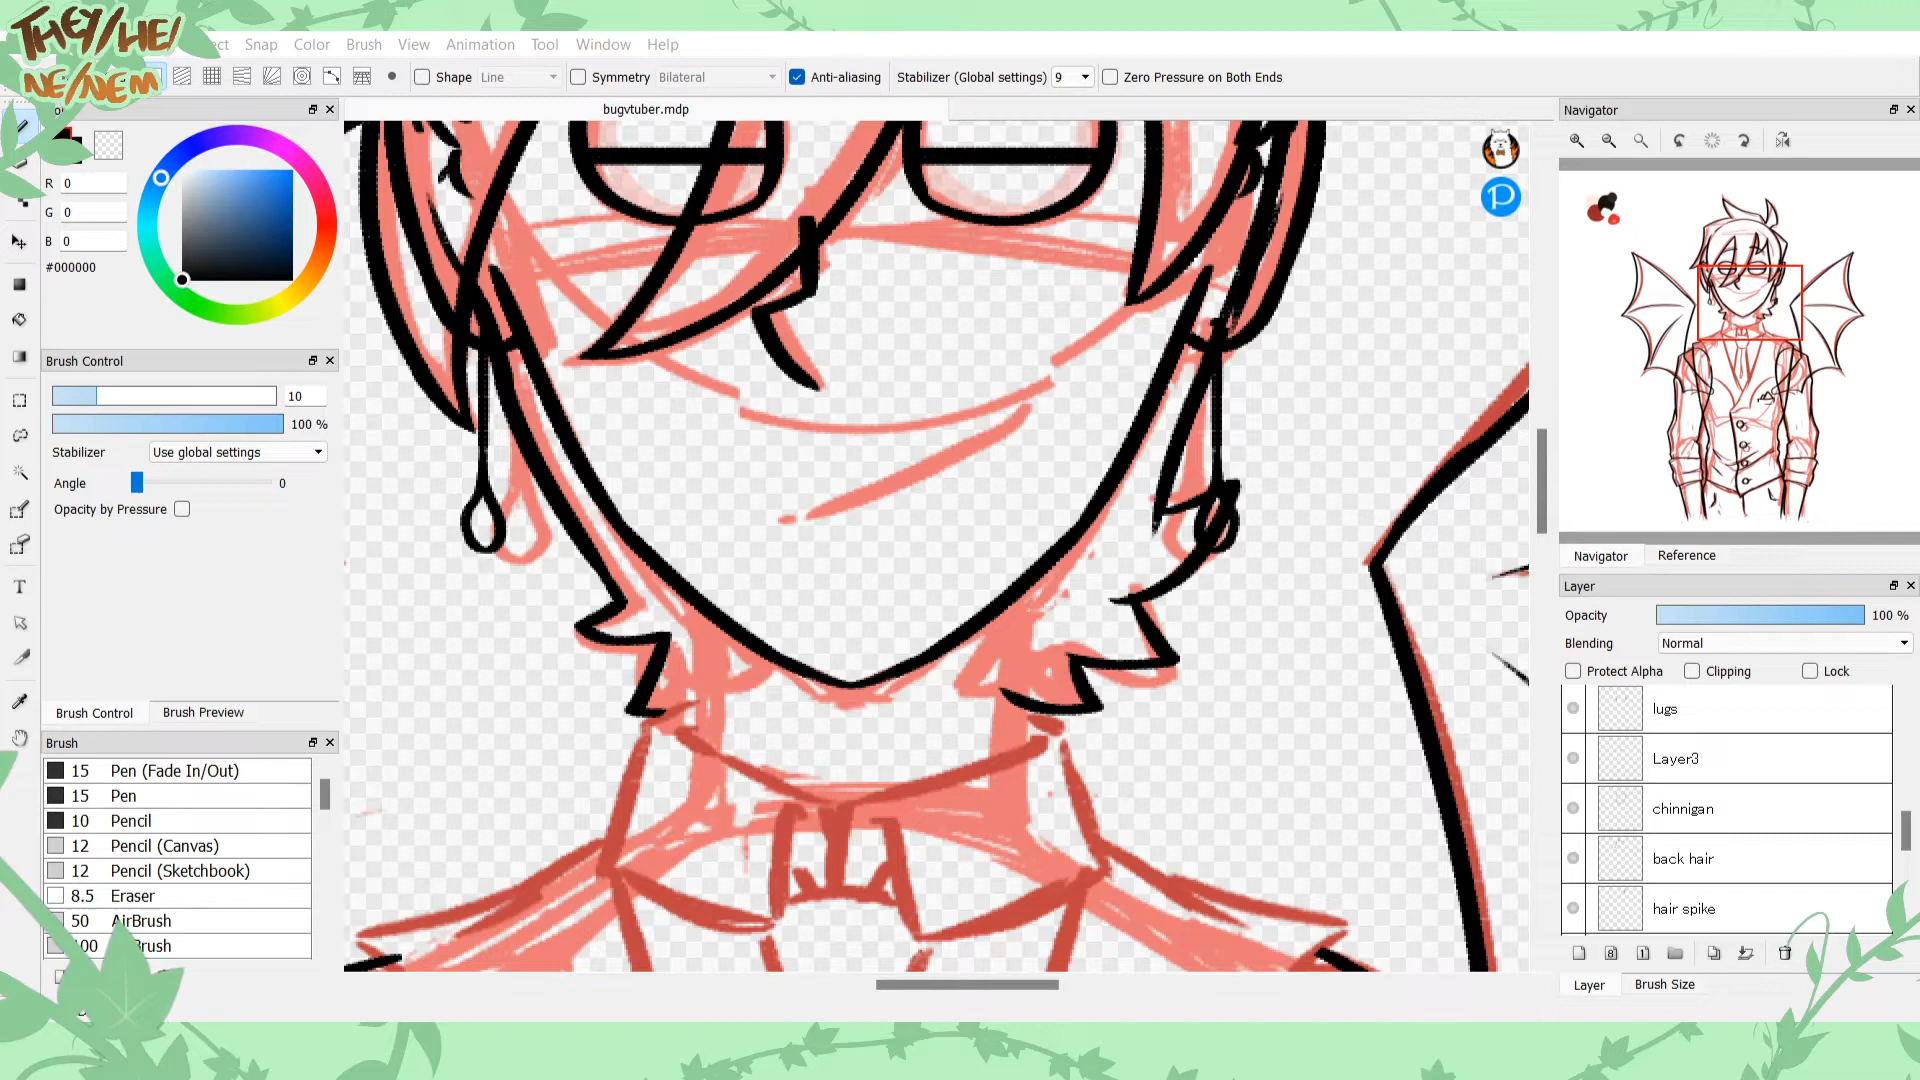 THEY/HE/
NE/NEM
ect Snap Color Brush View Animation Tool Window Help
Shape Line Symmetry Bilateral Anti-aliasing Stabilizer (Global settings) 9 Zero Pressure on Both Ends
bugvtuber.mdp
Navigator
R 0
G 0
B 0
#000000
Brush Control
10
100 %
Stabilizer Use global settings
Angle 0
Opacity by Pressure
Brush Control Brush Preview
Brush
15 Pen (Fade In/Out)
15 Pen
10 Pencil
12 Pencil (Canvas)
12 Pencil (Sketchbook)
8.5 Eraser
50 AirBrush
Navigator Reference
Layer
Opacity 100 %
Blending Normal
Protect Alpha Clipping Lock
lugs
Layer3
chinnigan
back hair
hair spike
Layer Brush Size